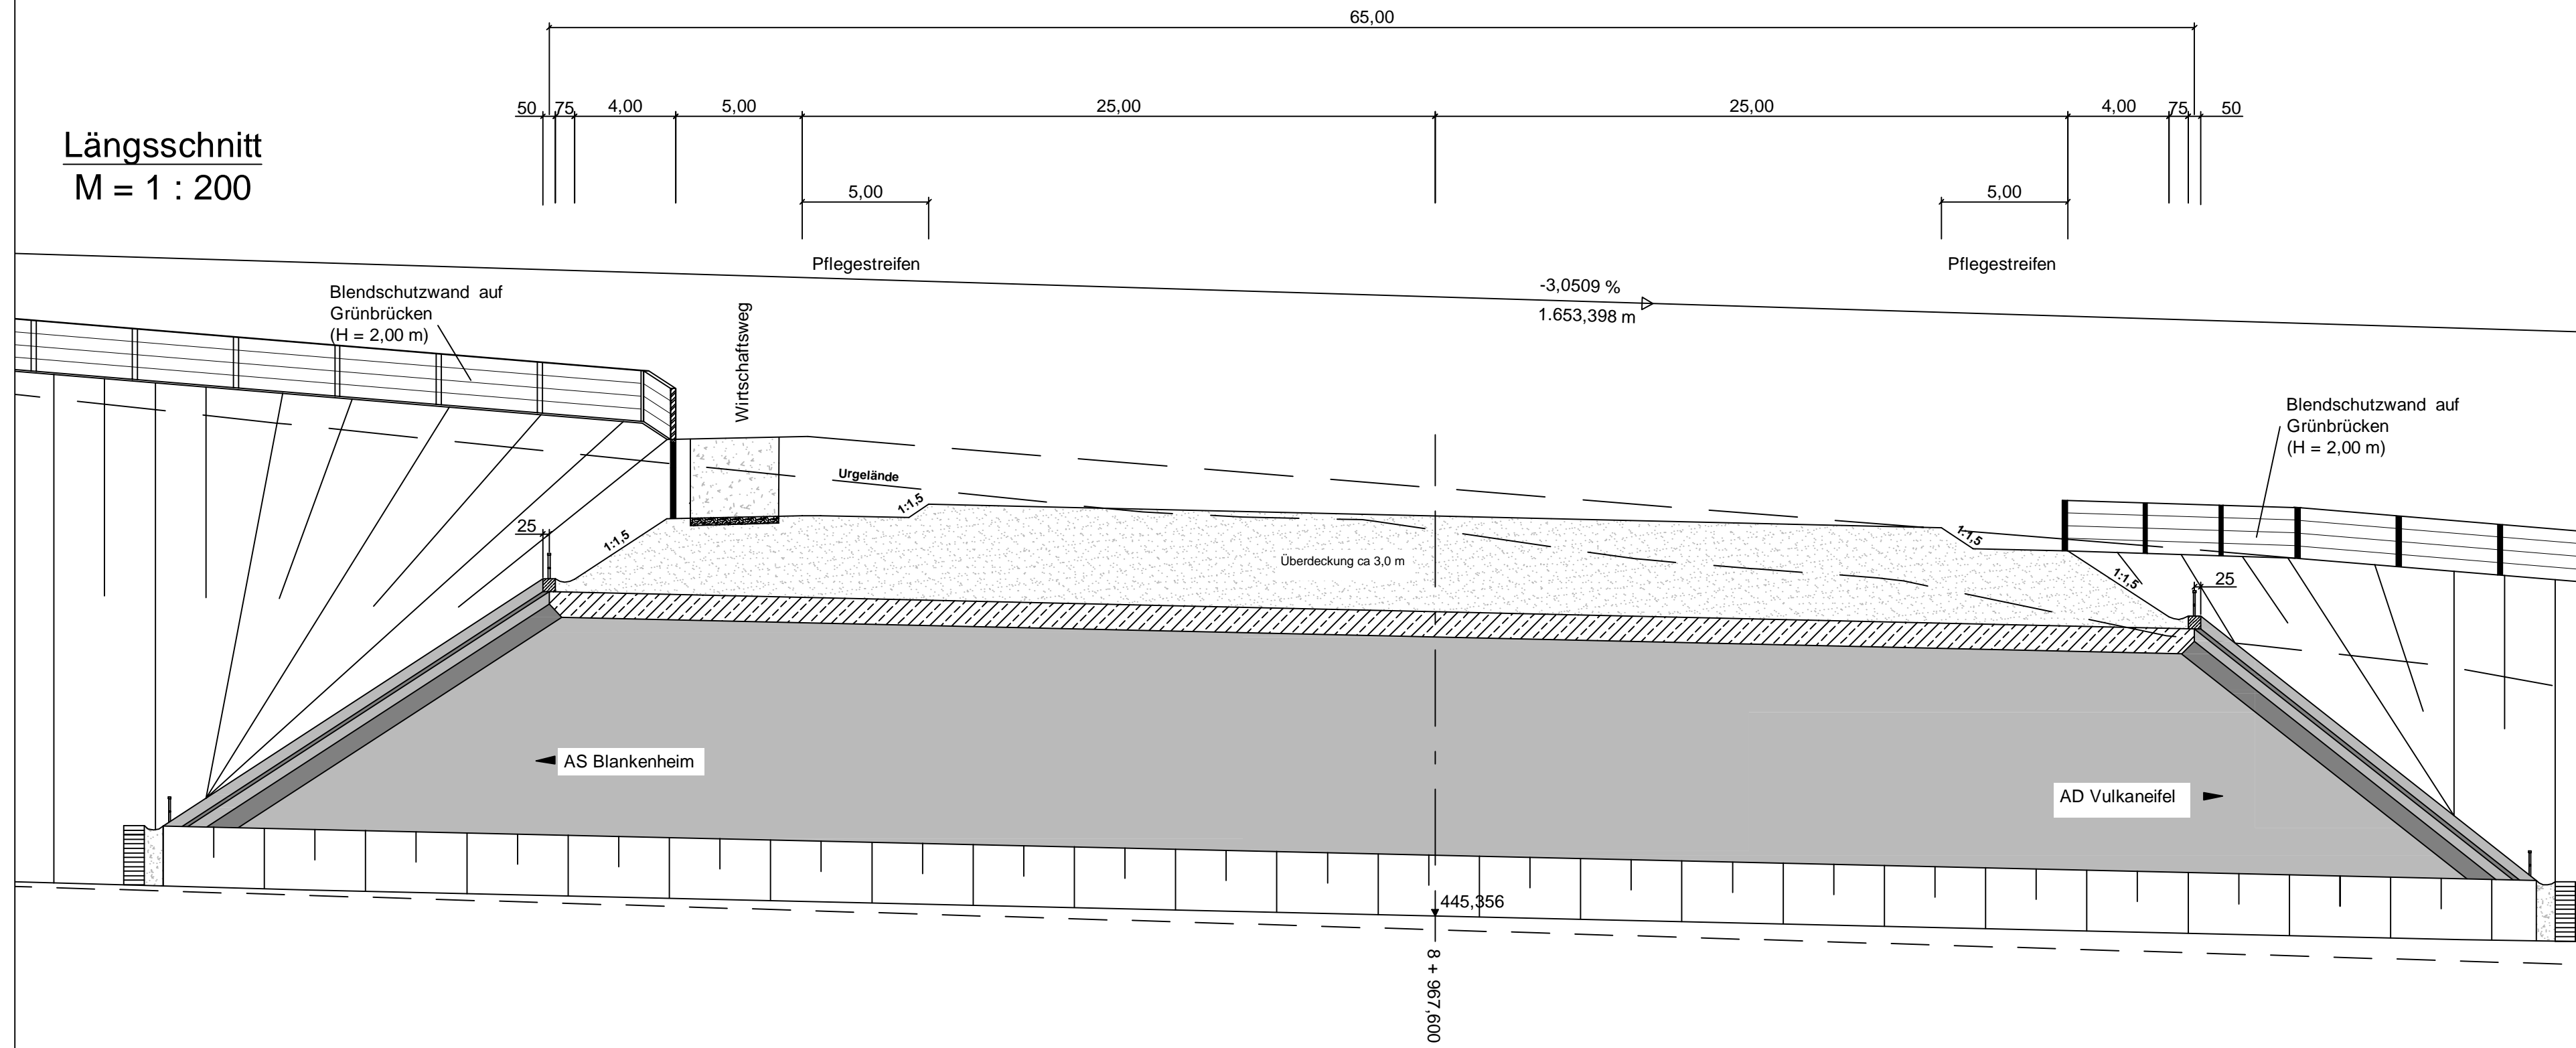 65,00
50 75 4,00 5,00 25,00 25,00 4,00 75 50
Längsschnitt
M = 1 : 200
5,00 5,00
Pflegestreifen Pflegestreifen
-3,0509 %
1.653,398 m
Blendschutzwand auf
Grünbrücken
(H = 2,00 m)
Wirtschaftsweg
Blendschutzwand auf
Grünbrücken
(H = 2,00 m)
Urgelände
1:1,5
25
1:1,5
1:1,5
Überdeckung ca 3,0 m
1:1,5
25
AS Blankenheim
AD Vulkaneifel
445,356
8 + 967,600